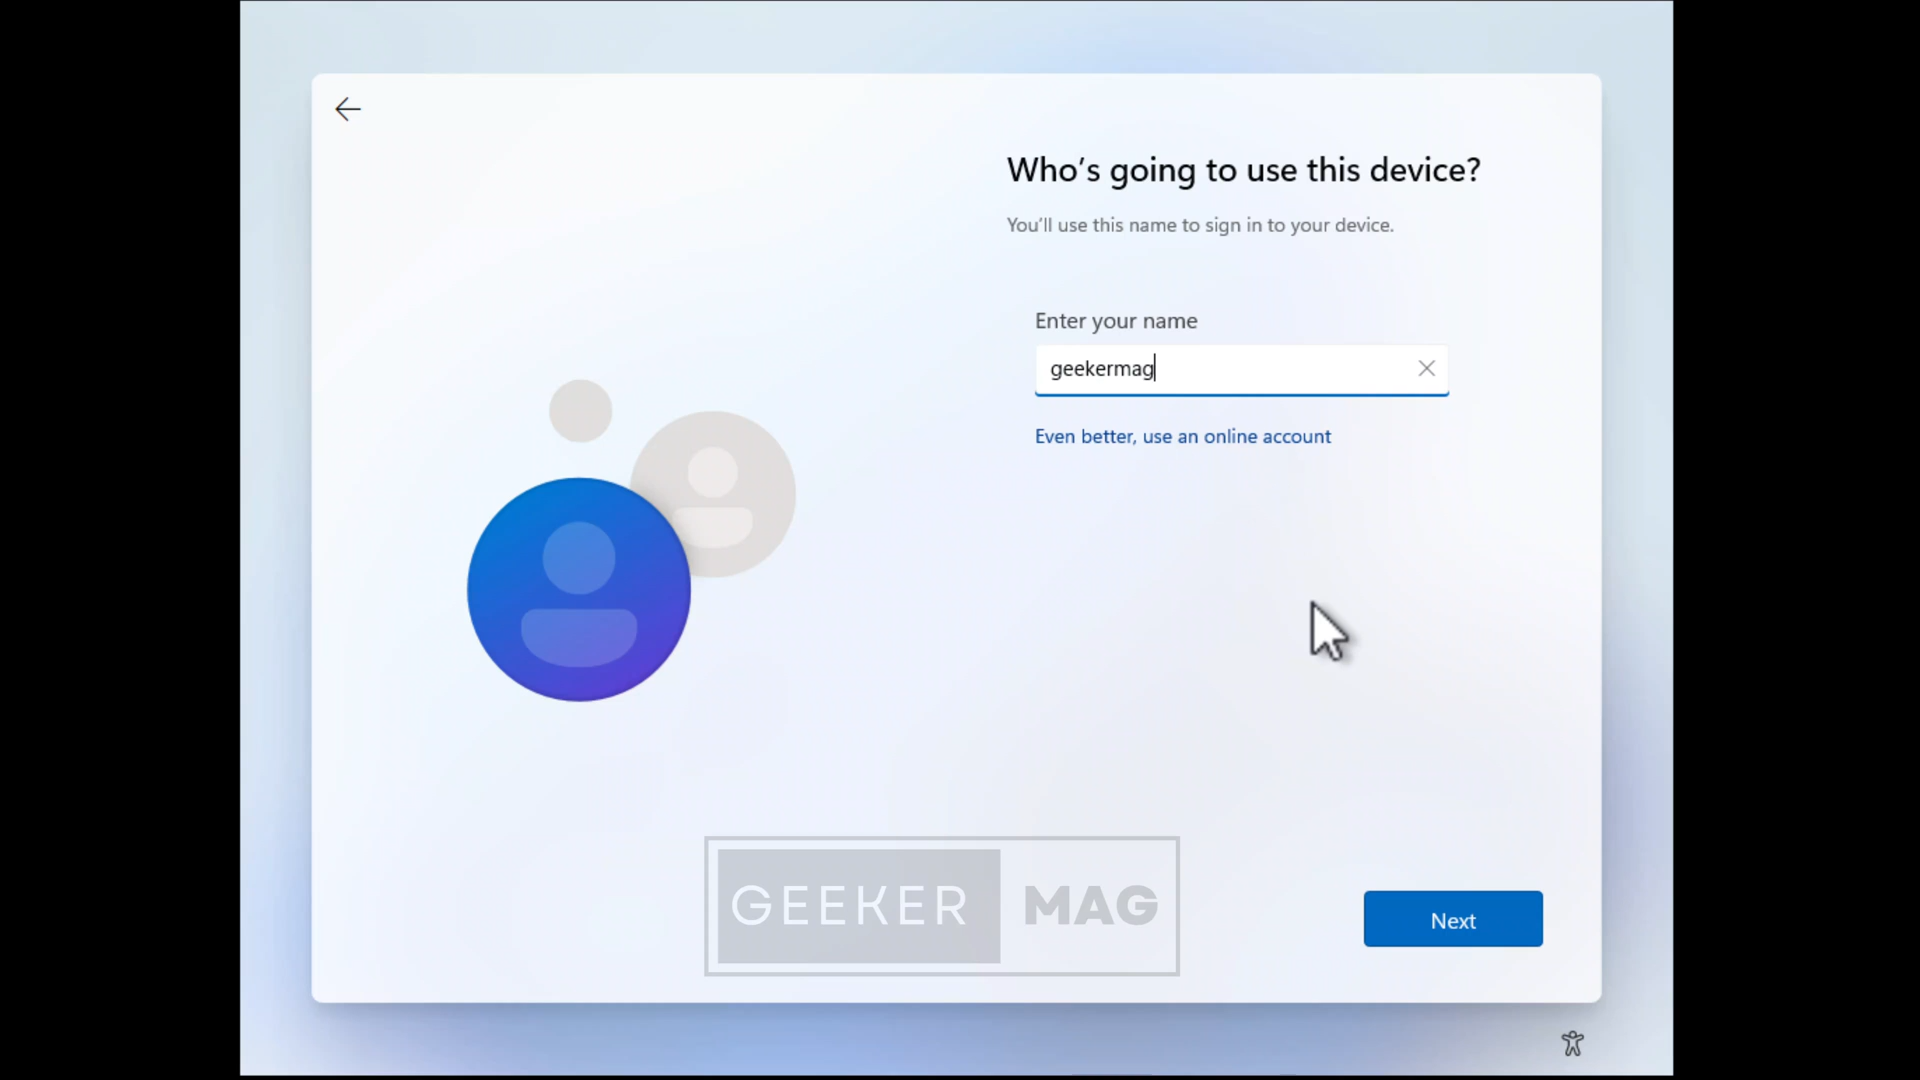 Who's going to use this device?
You'll use this name to sign in to your device.
Enter your name
geekermag
Even better, use an online account
GEEKER MAG
Next